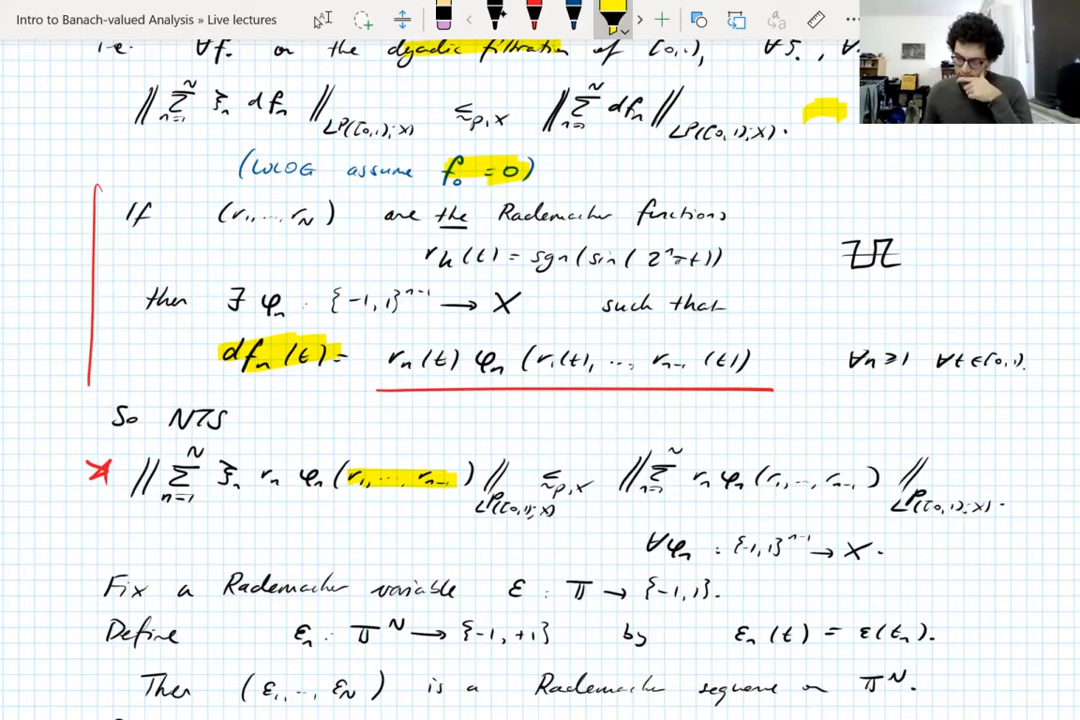 Intro to Banach-valued Analysis » Live lectures
i.e. ∀f. on the dyadic filtration of [0,1), ∀ξ., ∀.
‖ Σ_{n=1}^N ξ_n df_n ‖_{L^p([0,1);X)} ≲_{p,X} ‖ Σ_{n=1}^N df_n ‖_{L^p([0,1);X)}.
(WLOG assume f_0 = 0)
If (r_1, ..., r_N) are the Rademacher functions
r_n(t) = sgn(sin(2^n π t))
then ∃ φ_n : {-1,1}^{n-1} → X such that
df_n(t) = r_n(t) φ_n(r_1(t), ..., r_{n-1}(t)) ∀n≥1 ∀t∈[0,1).
So NTS
‖ Σ_{n=1}^N ξ_n r_n φ_n(r_1, ..., r_{n-1}) ‖_{L^p([0,1);X)} ≲_{p,X} ‖ Σ_{n=1}^N r_n φ_n(r_1, ..., r_{n-1}) ‖_{L^p([0,1);X)}.
∀φ_n : {-1,1}^{n-1} → X.
Fix a Rademacher variable ε : 𝕋 → {-1,1}.
Define ε_n : 𝕋^N → {-1,+1} by ε_n(t) = ε(t_n).
Then (ε_1, ..., ε_N) is a Rademacher sequence on 𝕋^N.